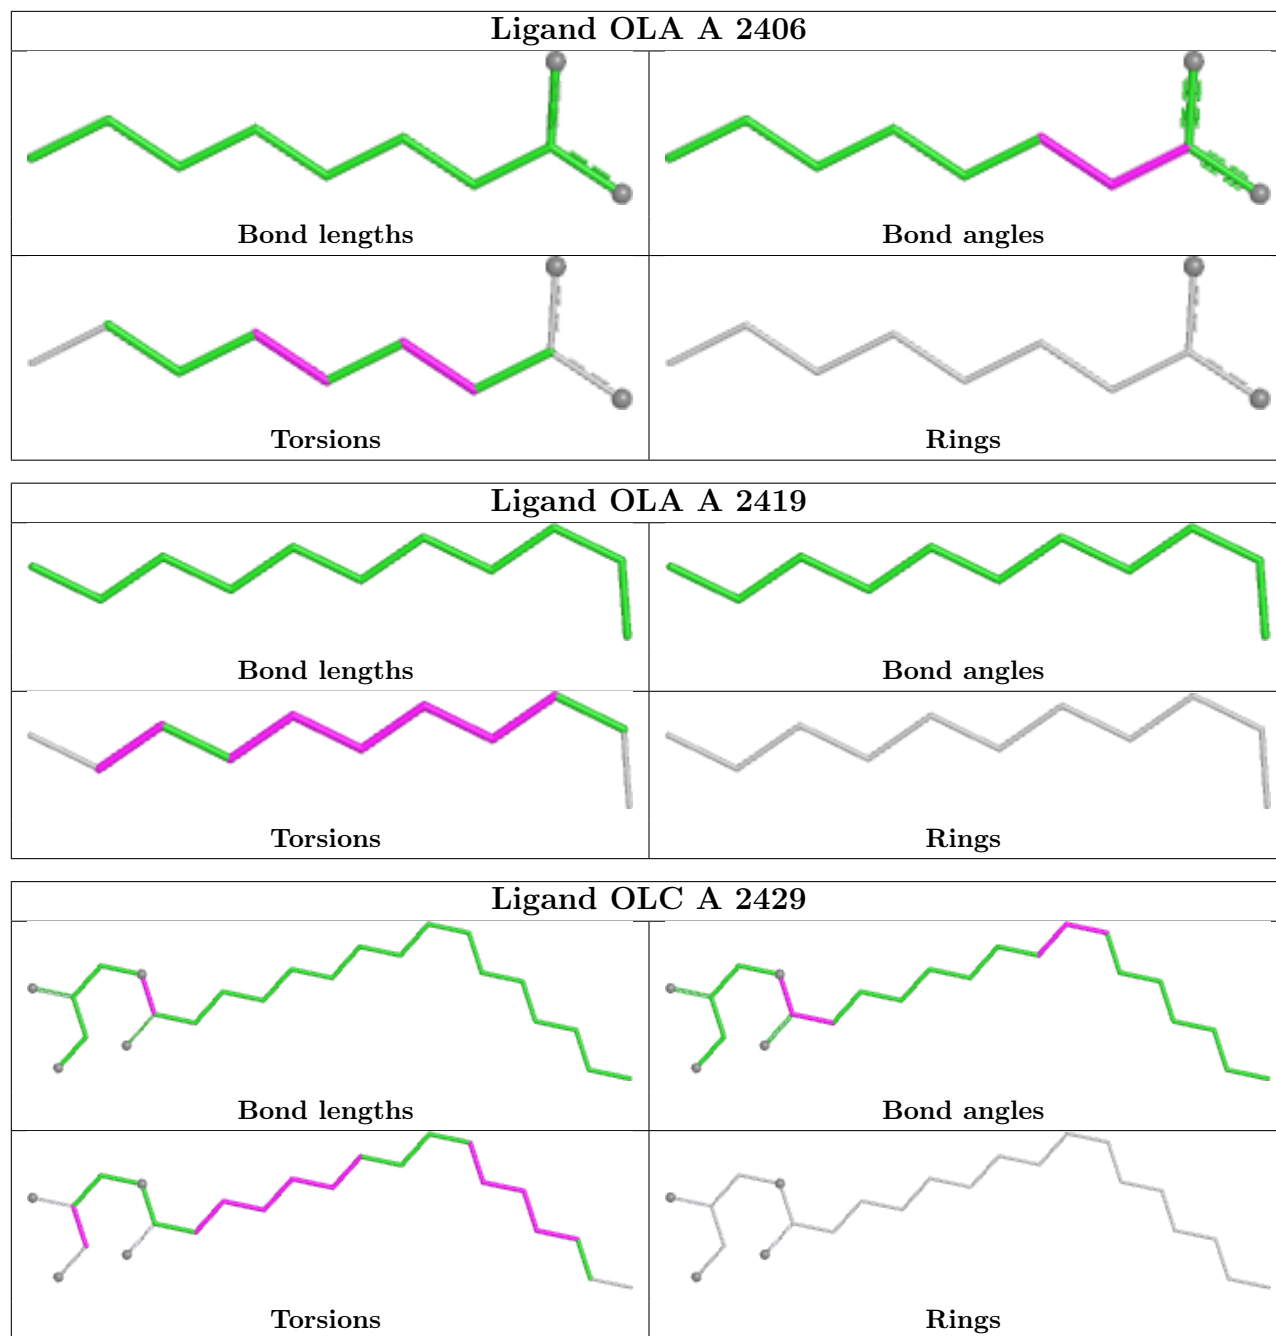 Ligand OLA A 2406
Bond lengths
Bond angles
Torsions
Rings
Ligand OLA A 2419
Bond lengths
Bond angles
Torsions
Rings
Ligand OLC A 2429
Bond lengths
Bond angles
Torsions
Rings